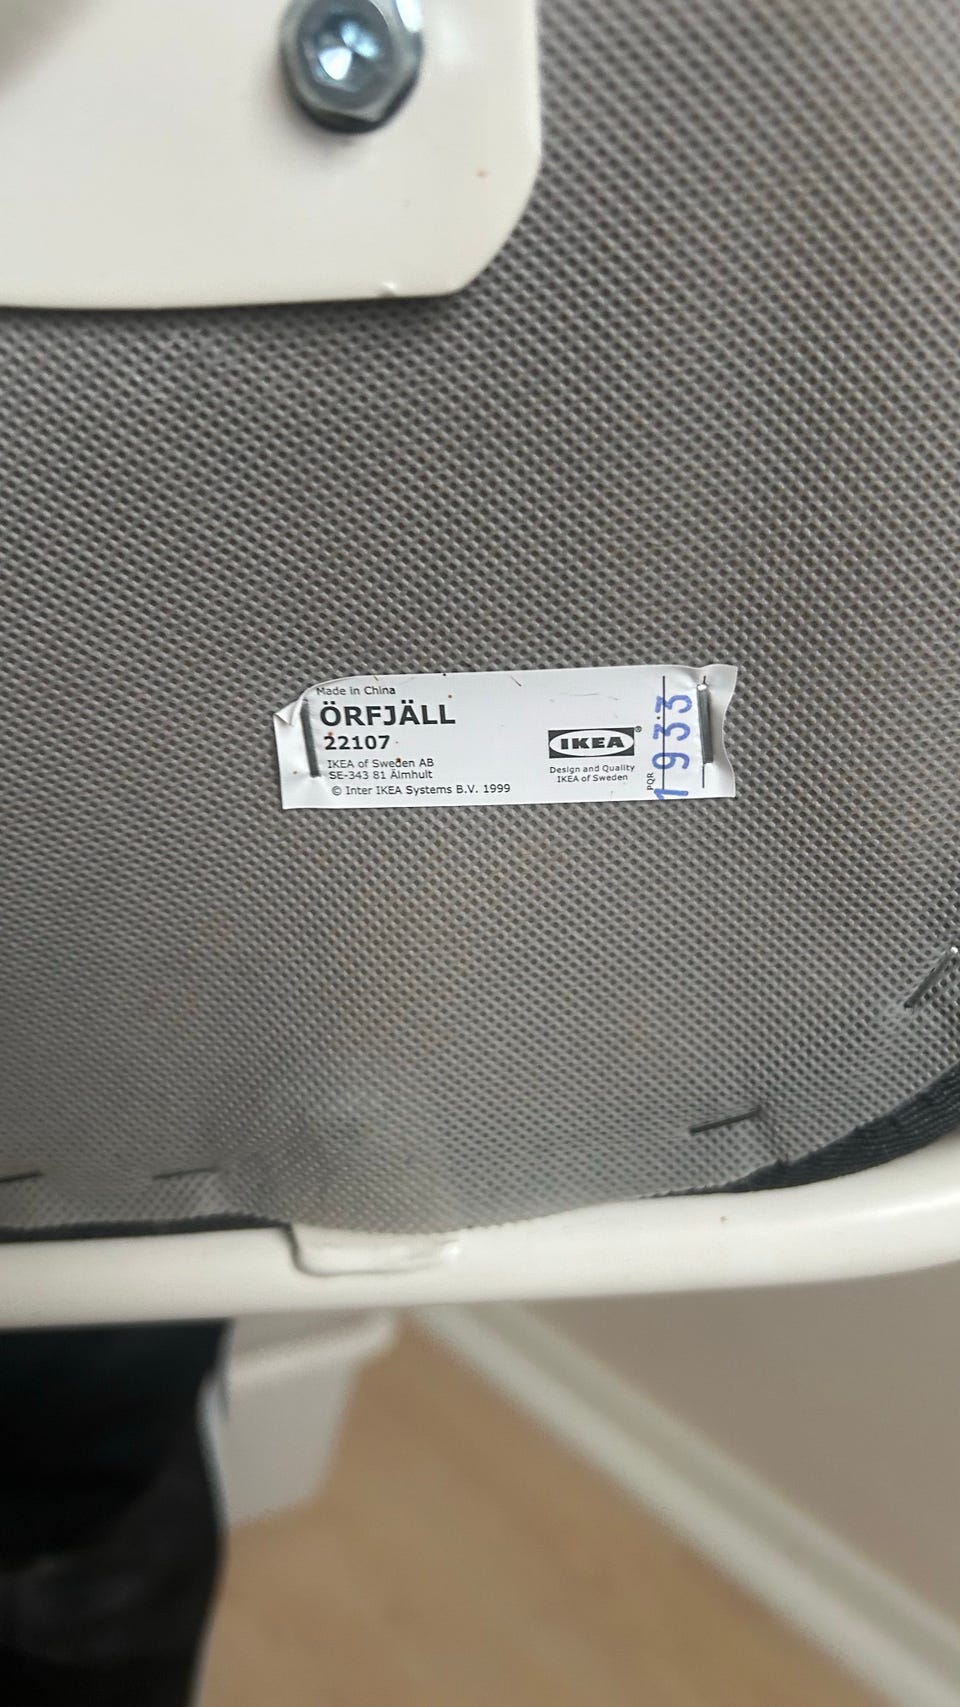 Made in China
ÖRFJÄLL
22107
IKEA of Sweden AB
SE-343 81 Älmhult
© Inter IKEA Systems B.V. 1999
IKEA®
Design and Quality
IKEA of Sweden
PQR
1933